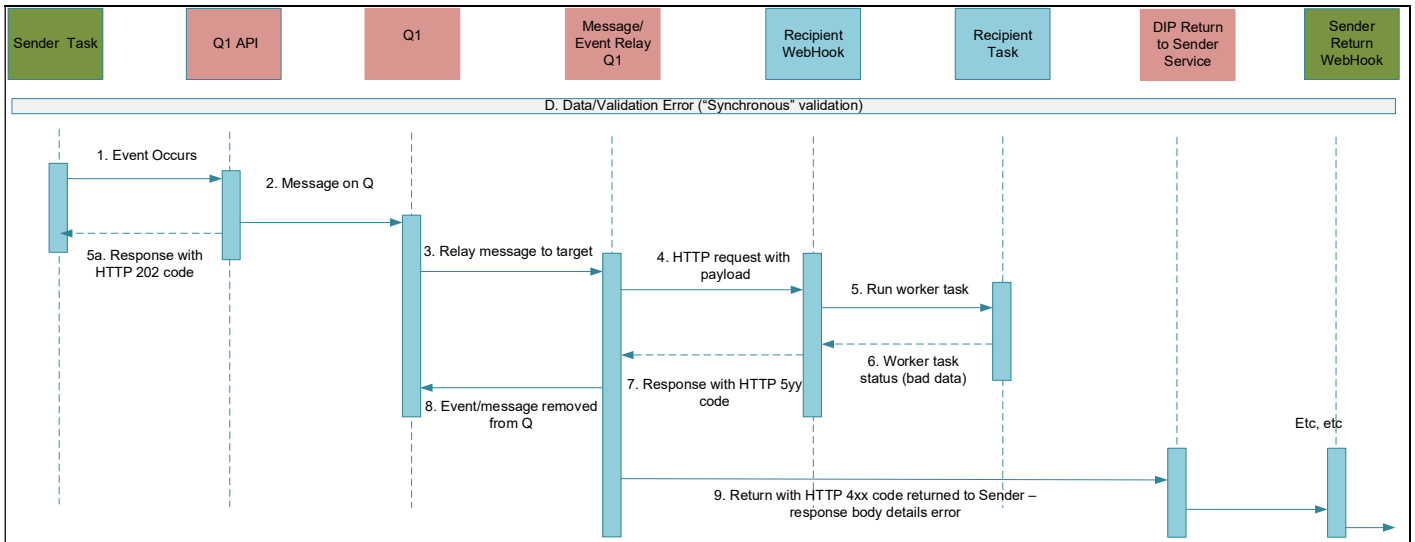 Sender Task
Q1 API
Q1
Message/
Event Relay
Q1
Recipient
WebHook
Recipient
Task
DIP Return
to Sender
Service
Sender
Return
WebHook
D. Data/Validation Error (“Synchronous” validation)
1. Event Occurs
2. Message on Q
5a. Response with
HTTP 202 code
3. Relay message to target
4. HTTP request with
payload
5. Run worker task
6. Worker task
status (bad data)
7. Response with HTTP 5yy
code
8. Event/message removed
from Q
Etc, etc
9. Return with HTTP 4xx code returned to Sender –
response body details error